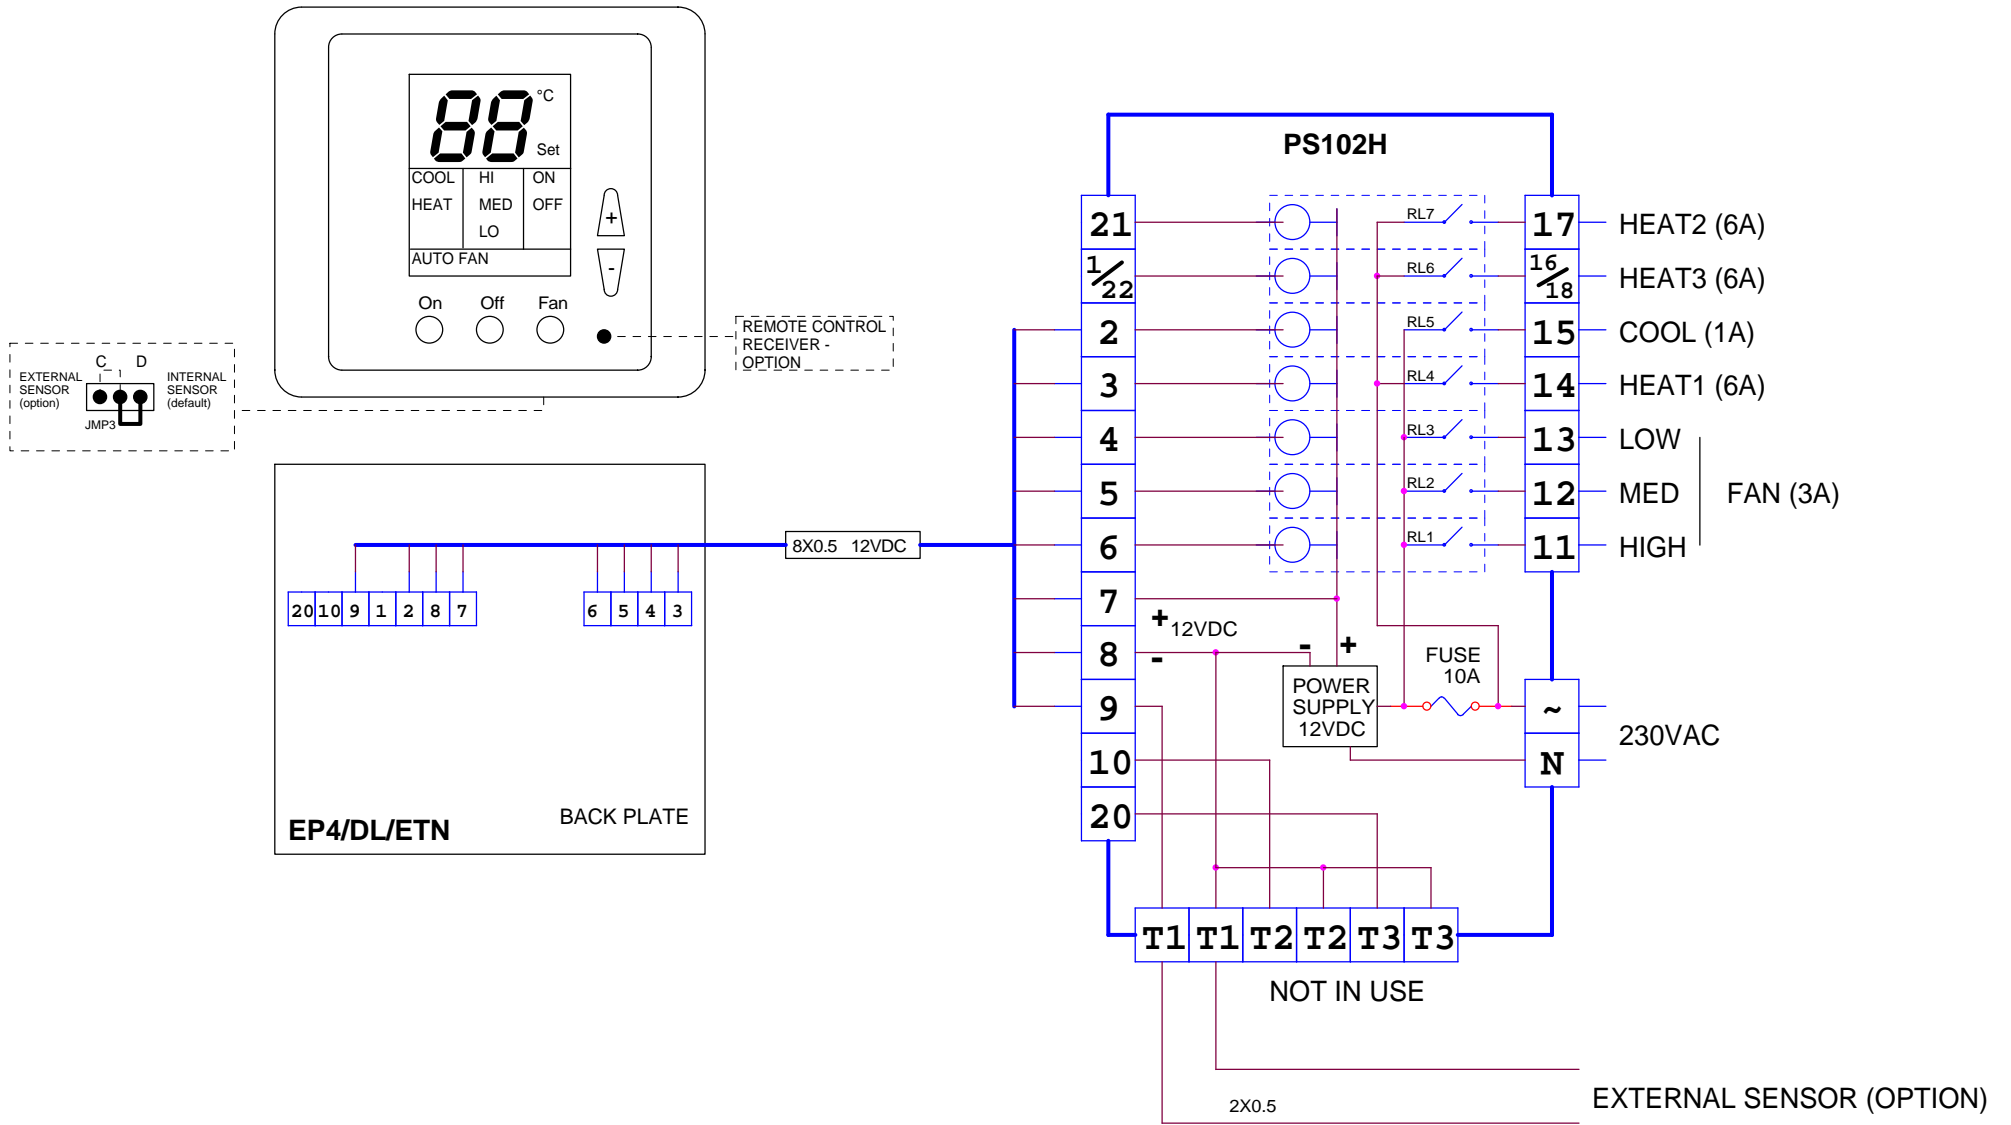 88 °C
Set
COOL HI ON
HEAT MED OFF
LO
AUTO FAN
+
-
On Off Fan
REMOTE CONTROL
RECEIVER -
OPTION
C D
EXTERNAL
SENSOR
(option)
INTERNAL
SENSOR
(default)
JMP3
20 10 9 1 2 8 7
6 5 4 3
EP4/DL/ETN
BACK PLATE
8X0.5 12VDC
PS102H
21
1/22
2
3
4
5
6
7
8
9
10
20
+
12VDC
-
RL7
RL6
RL5
RL4
RL3
RL2
RL1
- +
POWER
SUPPLY
12VDC
FUSE
10A
17 HEAT2 (6A)
16/18 HEAT3 (6A)
15 COOL (1A)
14 HEAT1 (6A)
13 LOW
12 MED
11 HIGH
FAN (3A)
~
N
230VAC
T1 T1 T2 T2 T3 T3
NOT IN USE
2X0.5
EXTERNAL SENSOR (OPTION)